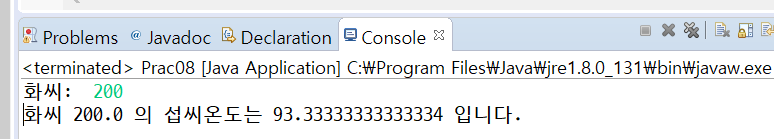 Problems @ Javadoc Declaration Console
<terminated> Prac08 [Java Application] C:₩Program Files₩Java₩jre1.8.0_131₩bin₩javaw.exe
화씨: 200
화씨 200.0 의 섭씨온도는 93.33333333333334 입니다.